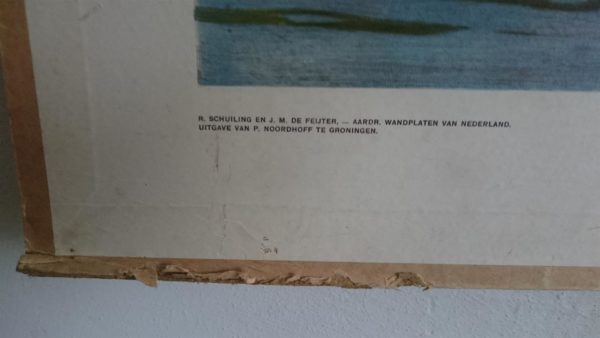 R. SCHUILING EN J. M. DE FEIJTER, — AARDR. WANDPLATEN VAN NEDERLAND.
UITGAVE VAN P. NOORDHOFF TE GRONINGEN.